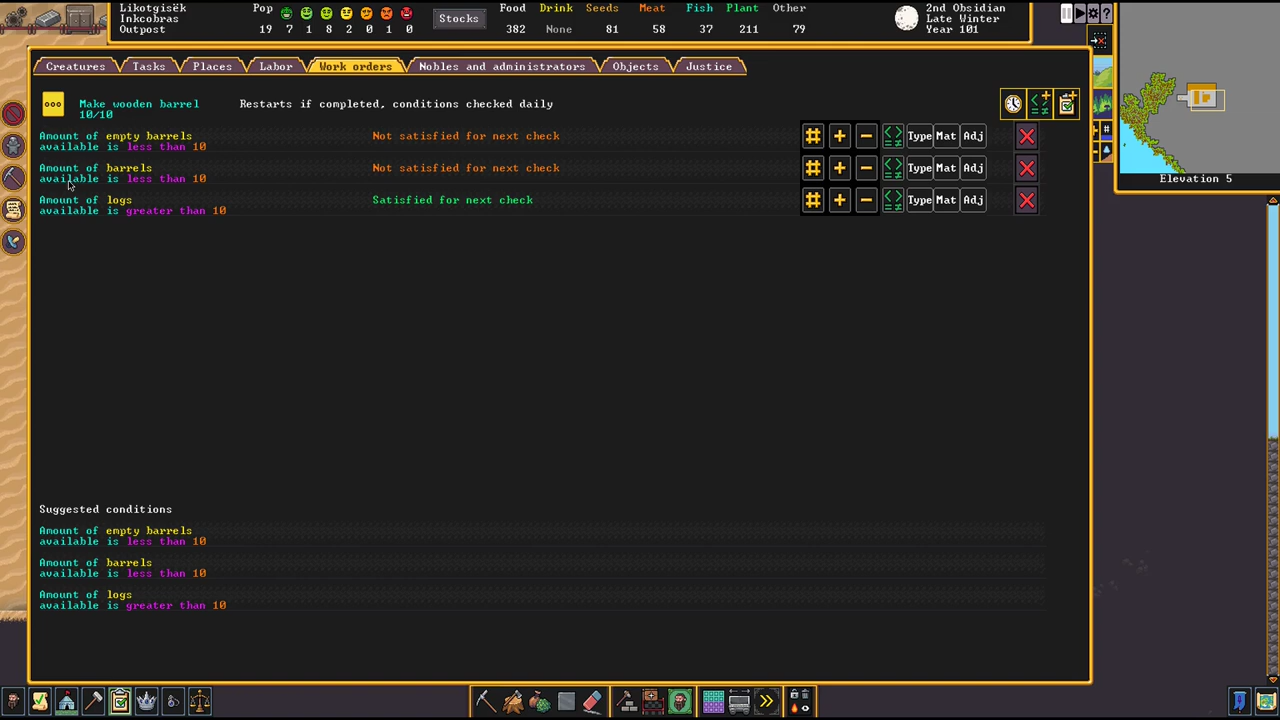 Likotgisëk
Inkcobras
Outpost
Pop
19 7 1 8 2 0 1 0
Stocks
Food Drink Seeds Meat Fish Plant Other
382 None 81 58 37 211 79
2nd Obsidian
Late Winter
Year 101
Elevation 5
Creatures Tasks Places Labor Work orders Nobles and administrators Objects Justice
Make wooden barrel Restarts if completed, conditions checked daily
10/10
Amount of empty barrels Not satisfied for next check
available is less than 10
Type Mat Adj
Amount of barrels Not satisfied for next check
available is less than 10
Type Mat Adj
Amount of logs Satisfied for next check
available is greater than 10
Type Mat Adj
Suggested conditions
Amount of empty barrels
available is less than 10
Amount of barrels
available is less than 10
Amount of logs
available is greater than 10